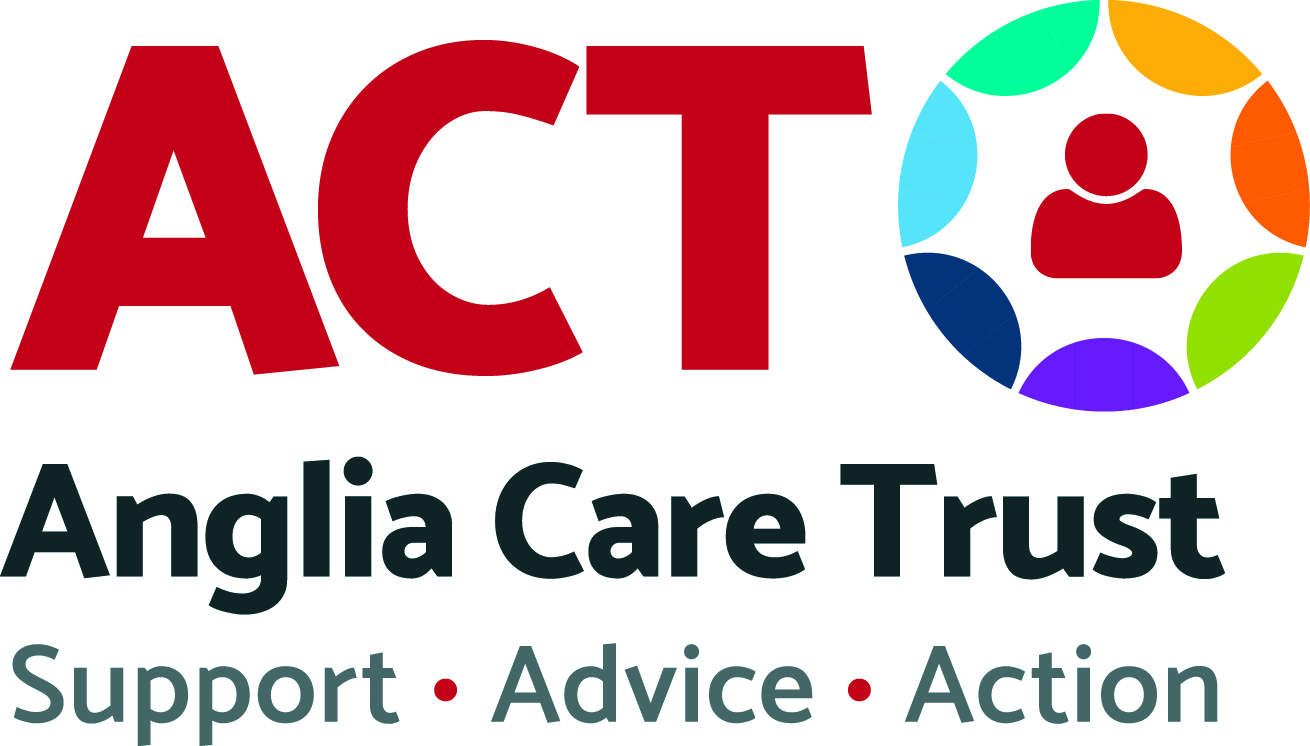 ACT
Anglia Care Trust
Support • Advice • Action